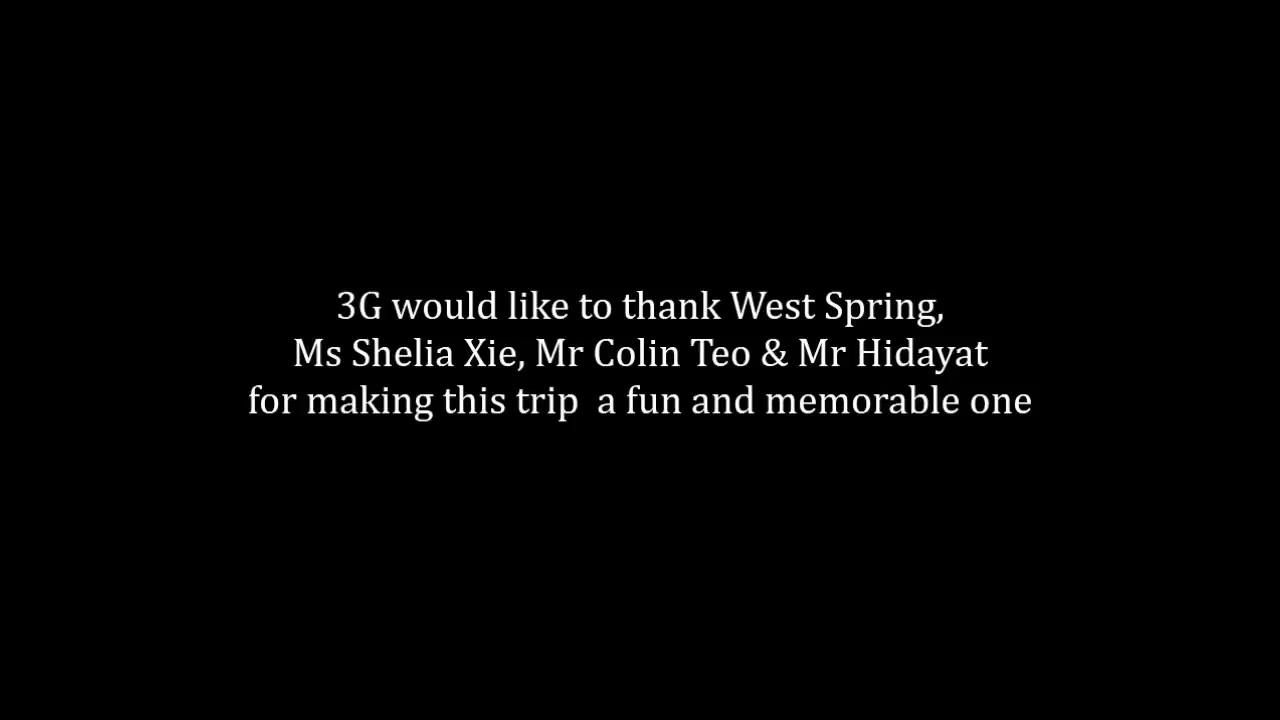 3G would like to thank West Spring,
Ms Shelia Xie, Mr Colin Teo & Mr Hidayat
for making this trip  a fun and memorable one